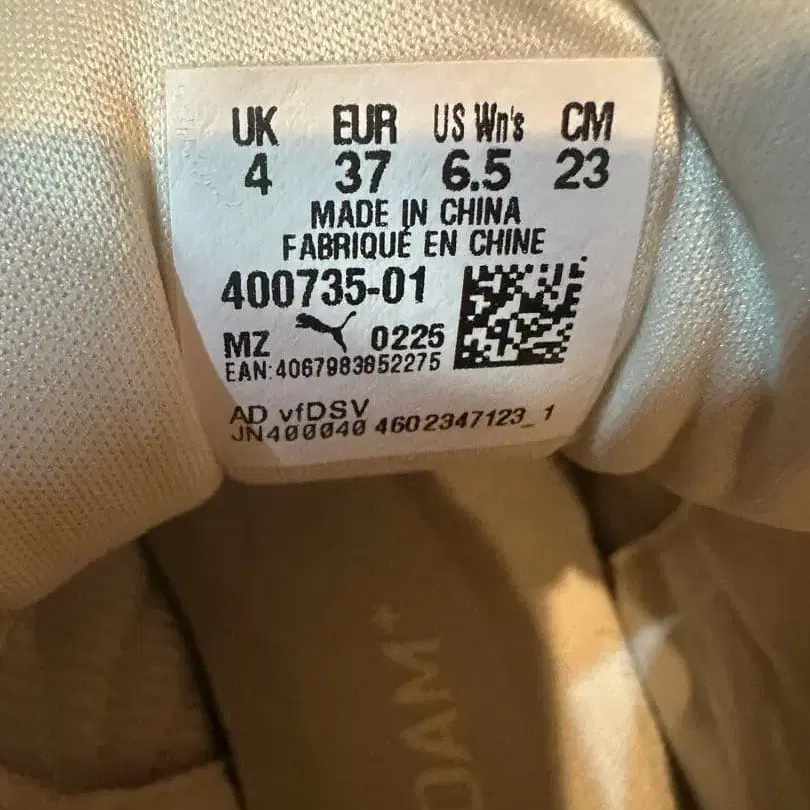 UK EUR US Wn's CM
4 37 6.5 23
MADE IN CHINA
FABRIQUÉ EN CHINE
400735-01
MZ 0225
EAN:4067983852275
AD vfDSV
JN400040 4602347123_1